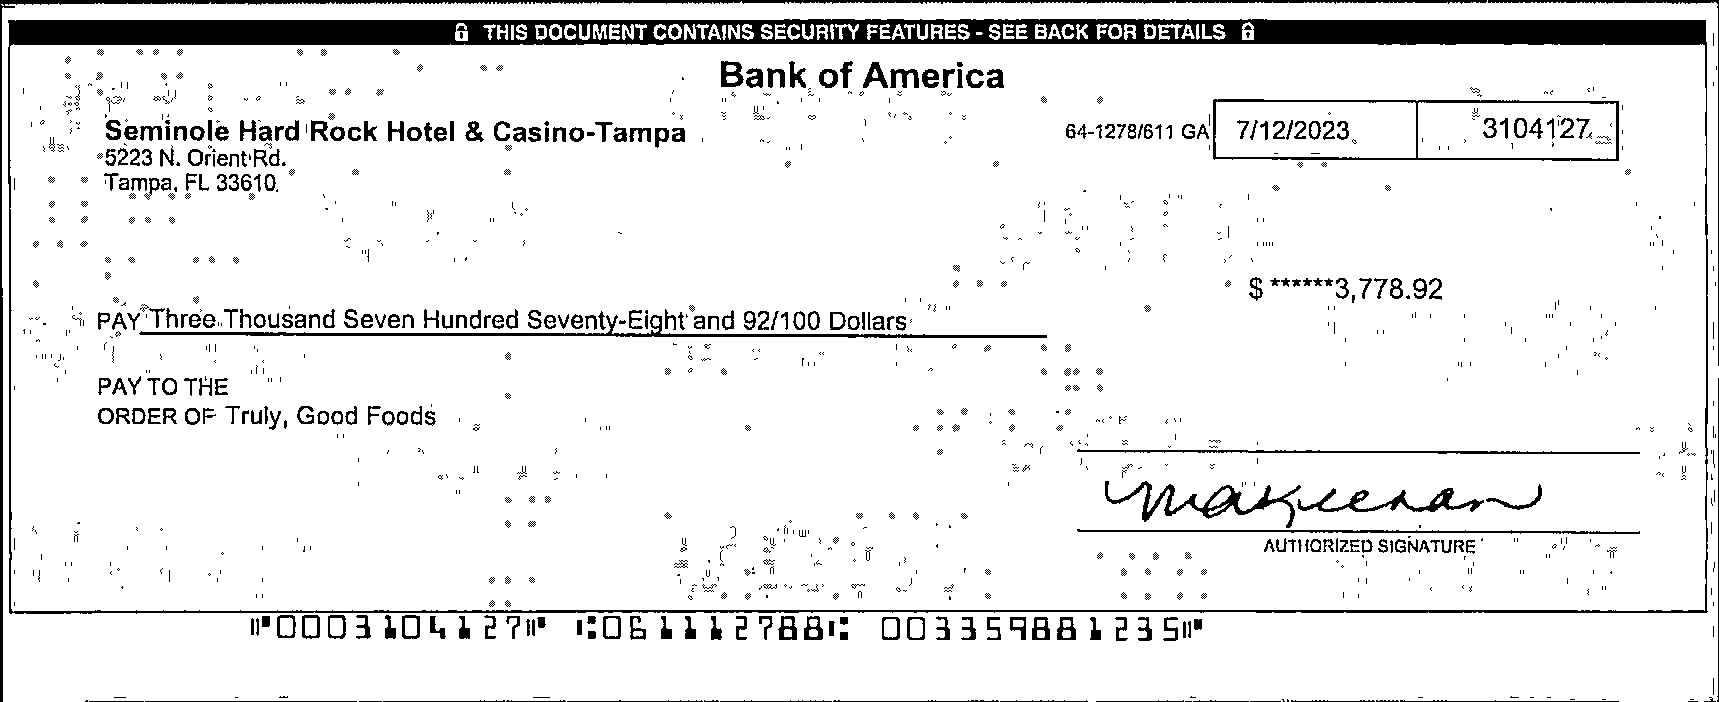 THIS DOCUMENT CONTAINS SECURITY FEATURES - SEE BACK FOR DETAILS
Bank of America
Seminole Hard Rock Hotel & Casino-Tampa
5223 N. Orient Rd.
Tampa, FL 33610
64-1278/611 GA
7/12/2023
3104127
$ ******3,778.92
PAY Three Thousand Seven Hundred Seventy-Eight and 92/100 Dollars
PAY TO THE
ORDER OF Truly, Good Foods
AUTHORIZED SIGNATURE
⑈0003104127⑈ ⑆061112788⑆ 003359881235⑈